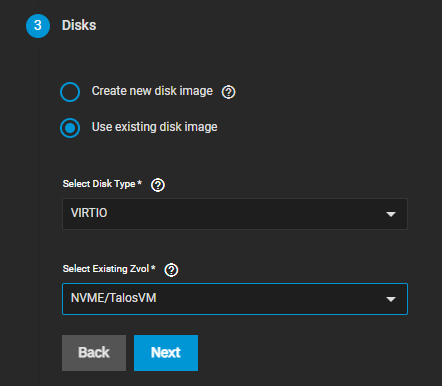 3 Disks
Create new disk image ?
Use existing disk image
Select Disk Type * ?
VIRTIO
Select Existing Zvol * ?
NVME/TalosVM
Back Next